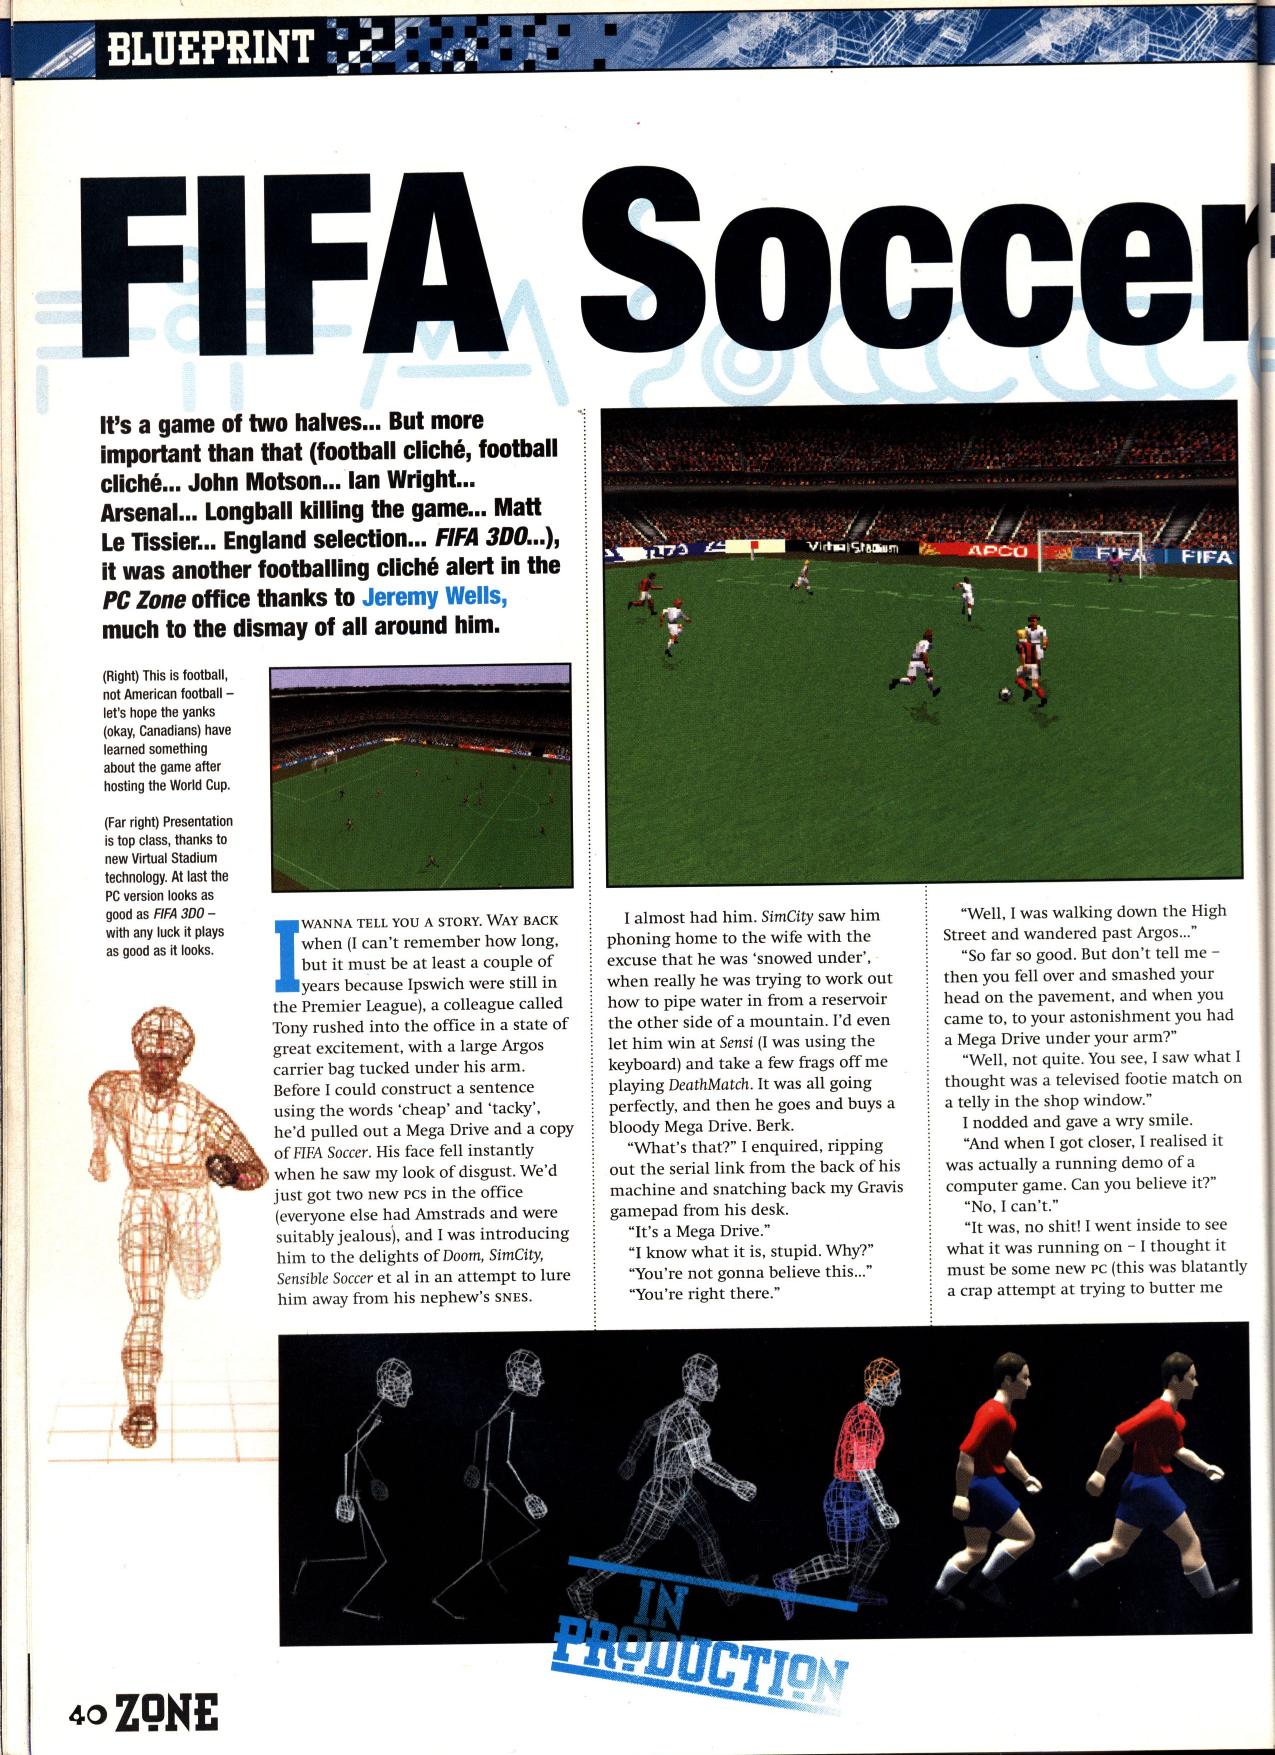 BLUEPRINT
FIFA Soccer
It's a game of two halves... But more
important than that (football cliché, football
cliché... John Motson... Ian Wright...
Arsenal... Longball killing the game... Matt
Le Tissier... England selection... FIFA 3DO...),
it was another footballing cliché alert in the
PC Zone office thanks to Jeremy Wells,
much to the dismay of all around him.
(Right) This is football,
not American football –
let's hope the yanks
(okay, Canadians) have
learned something
about the game after
hosting the World Cup.
(Far right) Presentation
is top class, thanks to
new Virtual Stadium
technology. At last the
PC version looks as
good as FIFA 3DO –
with any luck it plays
as good as it looks.
Virtual Stadium
APCO
FIFA
FIFA
I WANNA TELL YOU A STORY. WAY BACK
when (I can't remember how long,
but it must be at least a couple of
years because Ipswich were still in
the Premier League), a colleague called
Tony rushed into the office in a state of
great excitement, with a large Argos
carrier bag tucked under his arm.
Before I could construct a sentence
using the words 'cheap' and 'tacky',
he'd pulled out a Mega Drive and a copy
of FIFA Soccer. His face fell instantly
when he saw my look of disgust. We'd
just got two new PCS in the office
(everyone else had Amstrads and were
suitably jealous), and I was introducing
him to the delights of Doom, SimCity,
Sensible Soccer et al in an attempt to lure
him away from his nephew's SNES.
I almost had him. SimCity saw him
phoning home to the wife with the
excuse that he was 'snowed under',
when really he was trying to work out
how to pipe water in from a reservoir
the other side of a mountain. I'd even
let him win at Sensi (I was using the
keyboard) and take a few frags off me
playing DeathMatch. It was all going
perfectly, and then he goes and buys a
bloody Mega Drive. Berk.
"What's that?" I enquired, ripping
out the serial link from the back of his
machine and snatching back my Gravis
gamepad from his desk.
"It's a Mega Drive."
"I know what it is, stupid. Why?"
"You're not gonna believe this..."
"You're right there."
"Well, I was walking down the High
Street and wandered past Argos..."
"So far so good. But don't tell me –
then you fell over and smashed your
head on the pavement, and when you
came to, to your astonishment you had
a Mega Drive under your arm?"
"Well, not quite. You see, I saw what I
thought was a televised footie match on
a telly in the shop window."
I nodded and gave a wry smile.
"And when I got closer, I realised it
was actually a running demo of a
computer game. Can you believe it?"
"No, I can't."
"It was, no shit! I went inside to see
what it was running on – I thought it
must be some new PC (this was blatantly
a crap attempt at trying to butter me
IN
PRODUCTION
40 ZONE